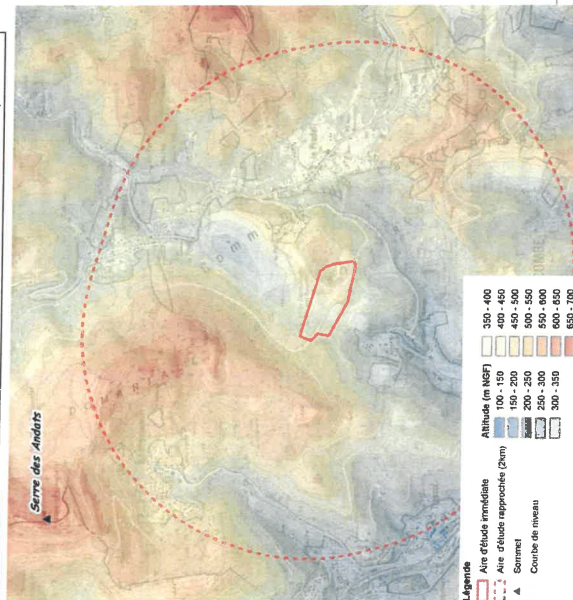 Serre des Andats
Légende
Aire d'étude immédiate
Aire d'étude rapprochée (2km)
Sommet
Courbe de niveau
Altitude (m NGF)
100 - 150
150 - 200
200 - 250
250 - 300
300 - 350
350 - 400
400 - 450
450 - 500
500 - 550
550 - 600
600 - 650
650 - 700